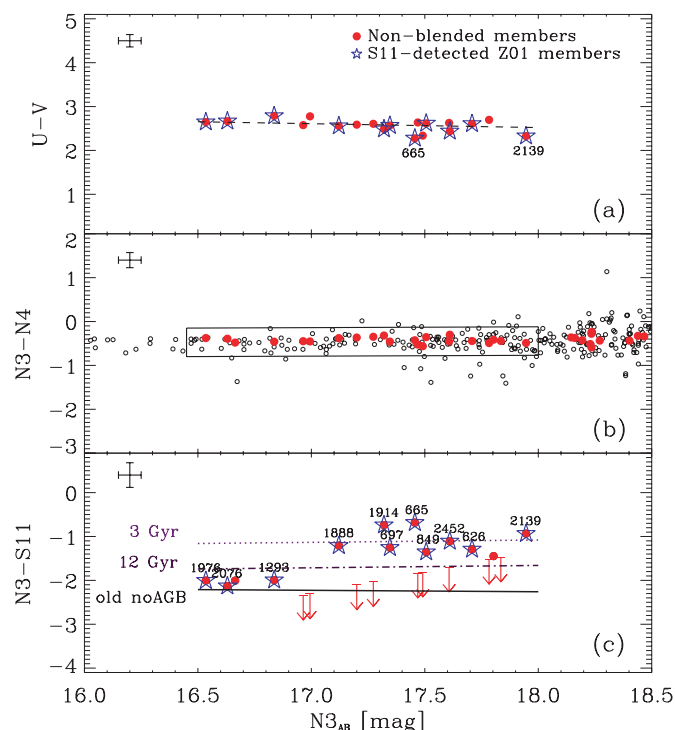 5
4
3
2
1
U−V
Non-blended members
S11-detected Z01 members
665
2139
(a)
2
1
0
−1
−2
−3
N3−N4
(b)
0
−1
−2
−3
−4
N3−S11
3 Gyr
12 Gyr
old noAGB
1976
2076
1293
1888
1914
697
665
849
2452
626
2139
(c)
16.0 16.5 17.0 17.5 18.0 18.5
N3AB [mag]